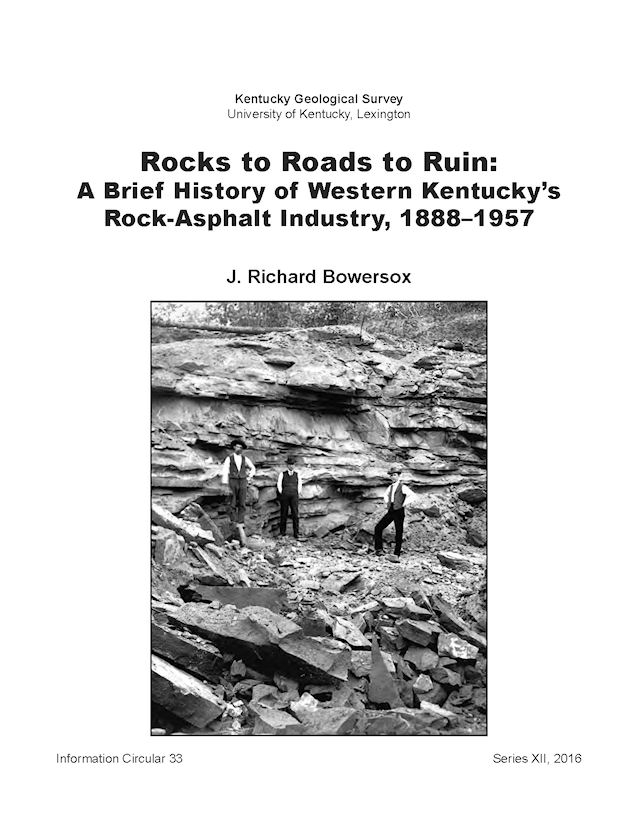 Kentucky Geological Survey
University of Kentucky, Lexington
Rocks to Roads to Ruin:
A Brief History of Western Kentucky's
Rock-Asphalt Industry, 1888–1957
J. Richard Bowersox
Information Circular 33
Series XII, 2016